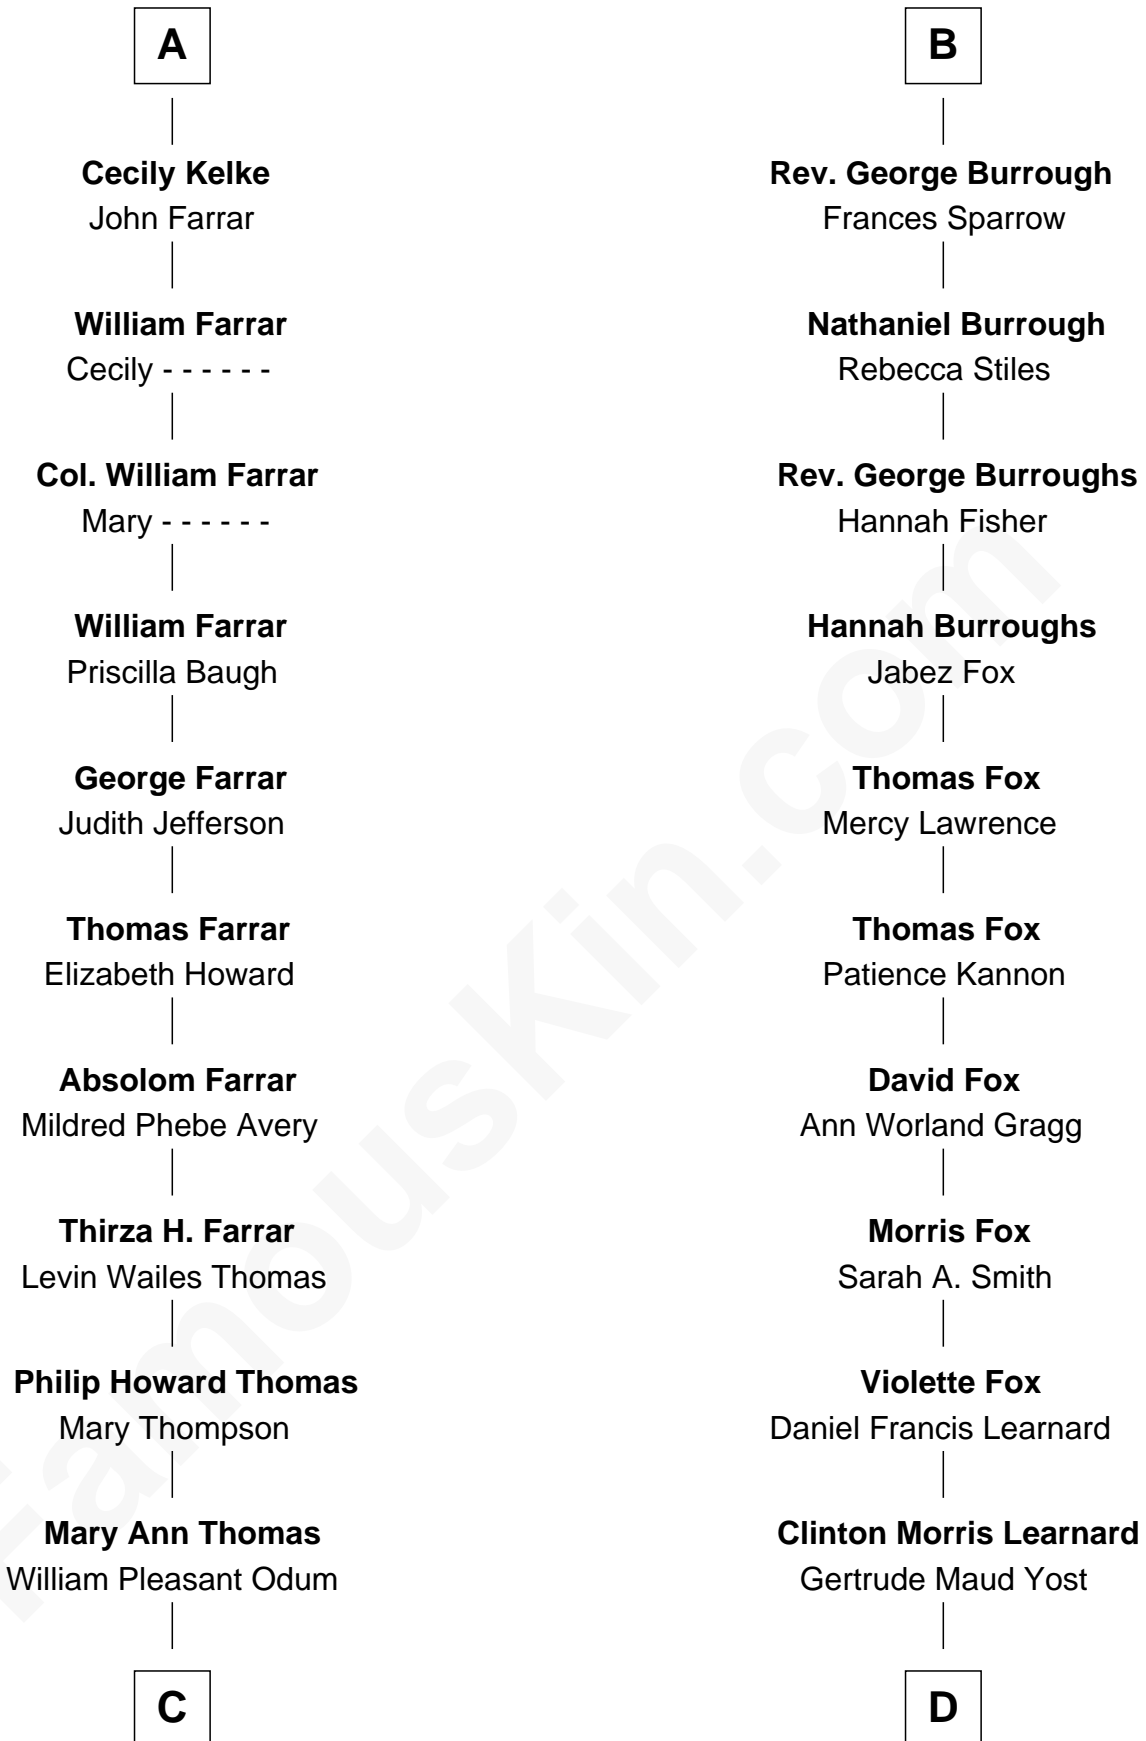 A
Cecily Kelke
John Farrar
William Farrar
Cecily - - - - - -
Col. William Farrar
Mary - - - - - -
William Farrar
Priscilla Baugh
George Farrar
Judith Jefferson
Thomas Farrar
Elizabeth Howard
Absolom Farrar
Mildred Phebe Avery
Thirza H. Farrar
Levin Wailes Thomas
Philip Howard Thomas
Mary Thompson
Mary Ann Thomas
William Pleasant Odum
C
B
Rev. George Burrough
Frances Sparrow
Nathaniel Burrough
Rebecca Stiles
Rev. George Burroughs
Hannah Fisher
Hannah Burroughs
Jabez Fox
Thomas Fox
Mercy Lawrence
Thomas Fox
Patience Kannon
David Fox
Ann Worland Gragg
Morris Fox
Sarah A. Smith
Violette Fox
Daniel Francis Learnard
Clinton Morris Learnard
Gertrude Maud Yost
D
FamousKin.com